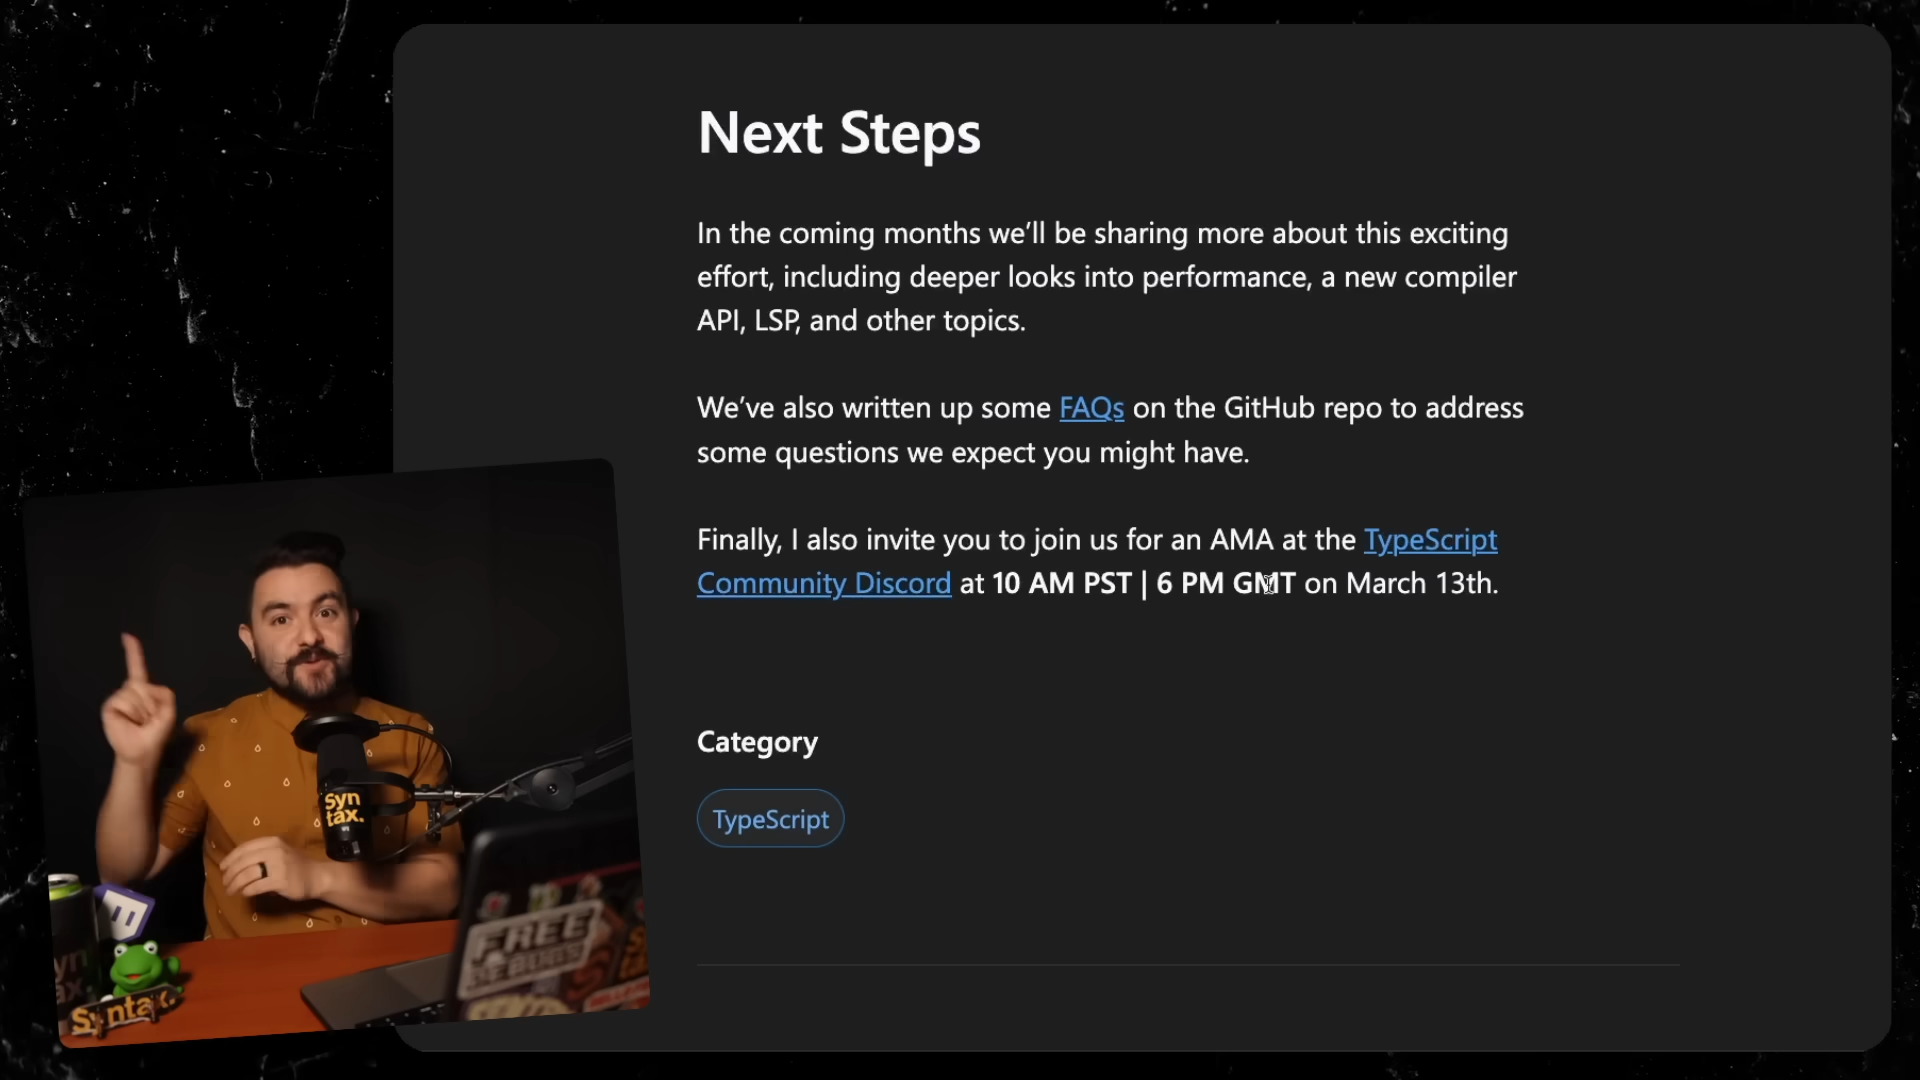 Next Steps
In the coming months we’ll be sharing more about this exciting
effort, including deeper looks into performance, a new compiler
API, LSP, and other topics.
We’ve also written up some FAQs on the GitHub repo to address
some questions we expect you might have.
Finally, I also invite you to join us for an AMA at the TypeScript
Community Discord at 10 AM PST | 6 PM GMT on March 13th.
Category
TypeScript
Syn
tax.
FREE
Syntax.